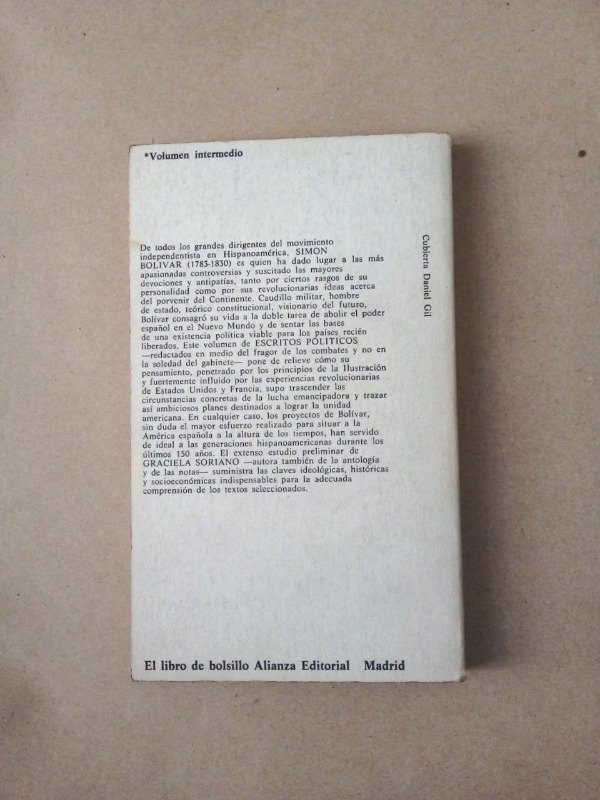 *Volumen intermedio
De todos los grandes dirigentes del movimiento
independentista en Hispanoamérica, SIMON
BOLIVAR (1783-1830) es quien ha dado lugar a las más
apasionadas controversias y suscitado las mayores
devociones y antipatías, tanto por ciertos rasgos de su
personalidad como por sus revolucionarias ideas acerca
del porvenir del Continente. Caudillo militar, hombre
de estado, teórico constitucional, visionario del futuro,
Bolívar consagró su vida a la doble tarea de abolir el poder
español en el Nuevo Mundo y de sentar las bases
de una existencia política viable para los países recién
liberados. Este volumen de ESCRITOS POLITICOS
—redactados en medio del fragor de los combates y no en
la soledad del gabinete— pone de relieve cómo su
pensamiento, penetrado por los principios de la Ilustración
y fuertemente influido por las experiencias revolucionarias
de Estados Unidos y Francia, supo trascender las
circunstancias concretas de la lucha emancipadora y trazar
así ambiciosos planes destinados a lograr la unidad
americana. En cualquier caso, los proyectos de Bolívar,
sin duda el mayor esfuerzo realizado para situar a la
América española a la altura de los tiempos, han servido
de ideal a las generaciones hispanoamericanas durante los
últimos 150 años. El extenso estudio preliminar de
GRACIELA SORIANO —autora también de la antología
y de las notas— suministra las claves ideológicas, históricas
y socioeconómicas indispensables para la adecuada
comprensión de los textos seleccionados.
Cubierta Daniel Gil
El libro de bolsillo Alianza Editorial Madrid